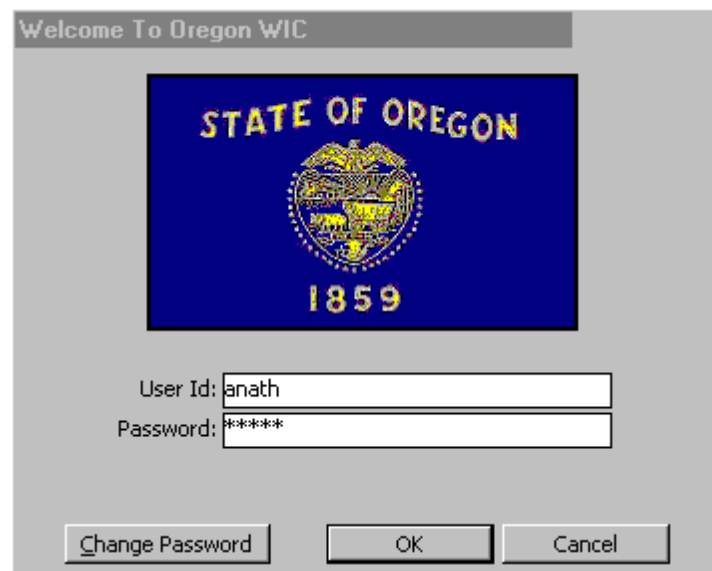 Welcome To Oregon WIC
STATE OF OREGON
1859
User Id: anath
Password: *****
Change Password OK Cancel